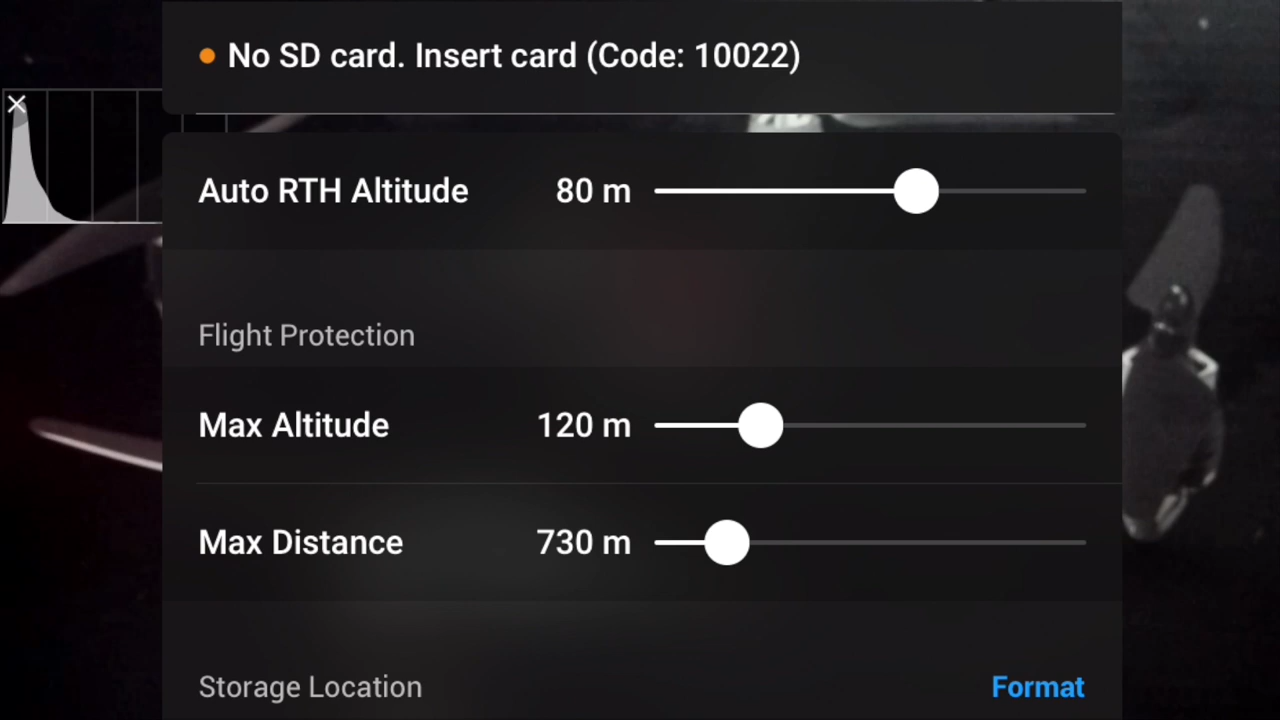 No SD card. Insert card (Code: 10022)
Auto RTH Altitude 80 m
Flight Protection
Max Altitude 120 m
Max Distance 730 m
Storage Location Format